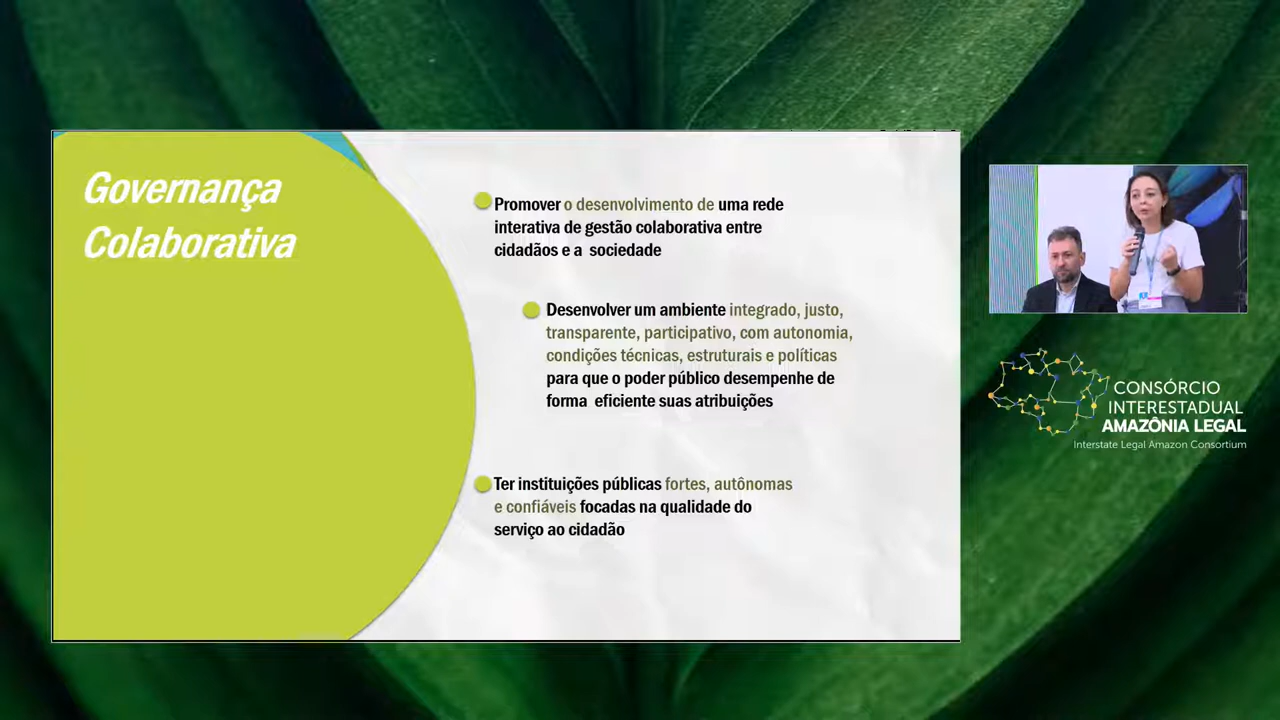 Governança
Colaborativa
Promover o desenvolvimento de uma rede
interativa de gestão colaborativa entre
cidadãos e a sociedade
Desenvolver um ambiente integrado, justo,
transparente, participativo, com autonomia,
condições técnicas, estruturais e políticas
para que o poder público desempenhe de
forma eficiente suas atribuições
Ter instituições públicas fortes, autônomas
e confiáveis focadas na qualidade do
serviço ao cidadão
CONSÓRCIO
INTERESTADUAL
AMAZÔNIA LEGAL
Interstate Legal Amazon Consortium